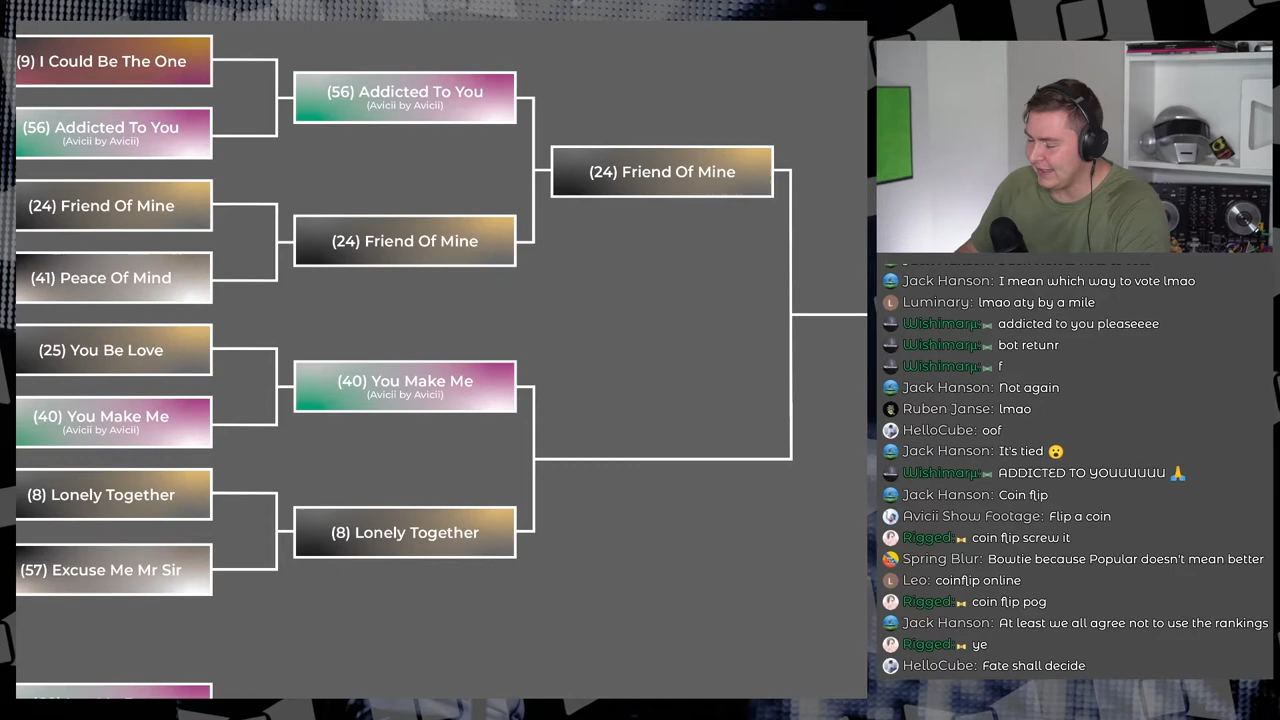 (9) I Could Be The One
(56) Addicted To You
(Avicii by Avicii)
(24) Friend Of Mine
(41) Peace Of Mind
(25) You Be Love
(40) You Make Me
(Avicii by Avicii)
(8) Lonely Together
(57) Excuse Me Mr Sir
(56) Addicted To You
(Avicii by Avicii)
(24) Friend Of Mine
(40) You Make Me
(Avicii by Avicii)
(8) Lonely Together
(24) Friend Of Mine
Jack Hanson: I mean which way to vote lmao
Luminary: lmao aty by a mile
Wishimarµ: addicted to you pleaseeee
Wishimarµ: bot retunr
Wishimarµ: f
Jack Hanson: Not again
Ruben Janse: lmao
HelloCube: oof
Jack Hanson: It's tied 😮
Wishimarµ: ADDICTED TO YOUUUUUU 🙏
Jack Hanson: Coin flip
Avicii Show Footage: Flip a coin
Rigged: coin flip screw it
Spring Blur: Bowtie because Popular doesn't mean better
Leo: coinflip online
Rigged: coin flip pog
Jack Hanson: At least we all agree not to use the rankings
Rigged: ye
HelloCube: Fate shall decide